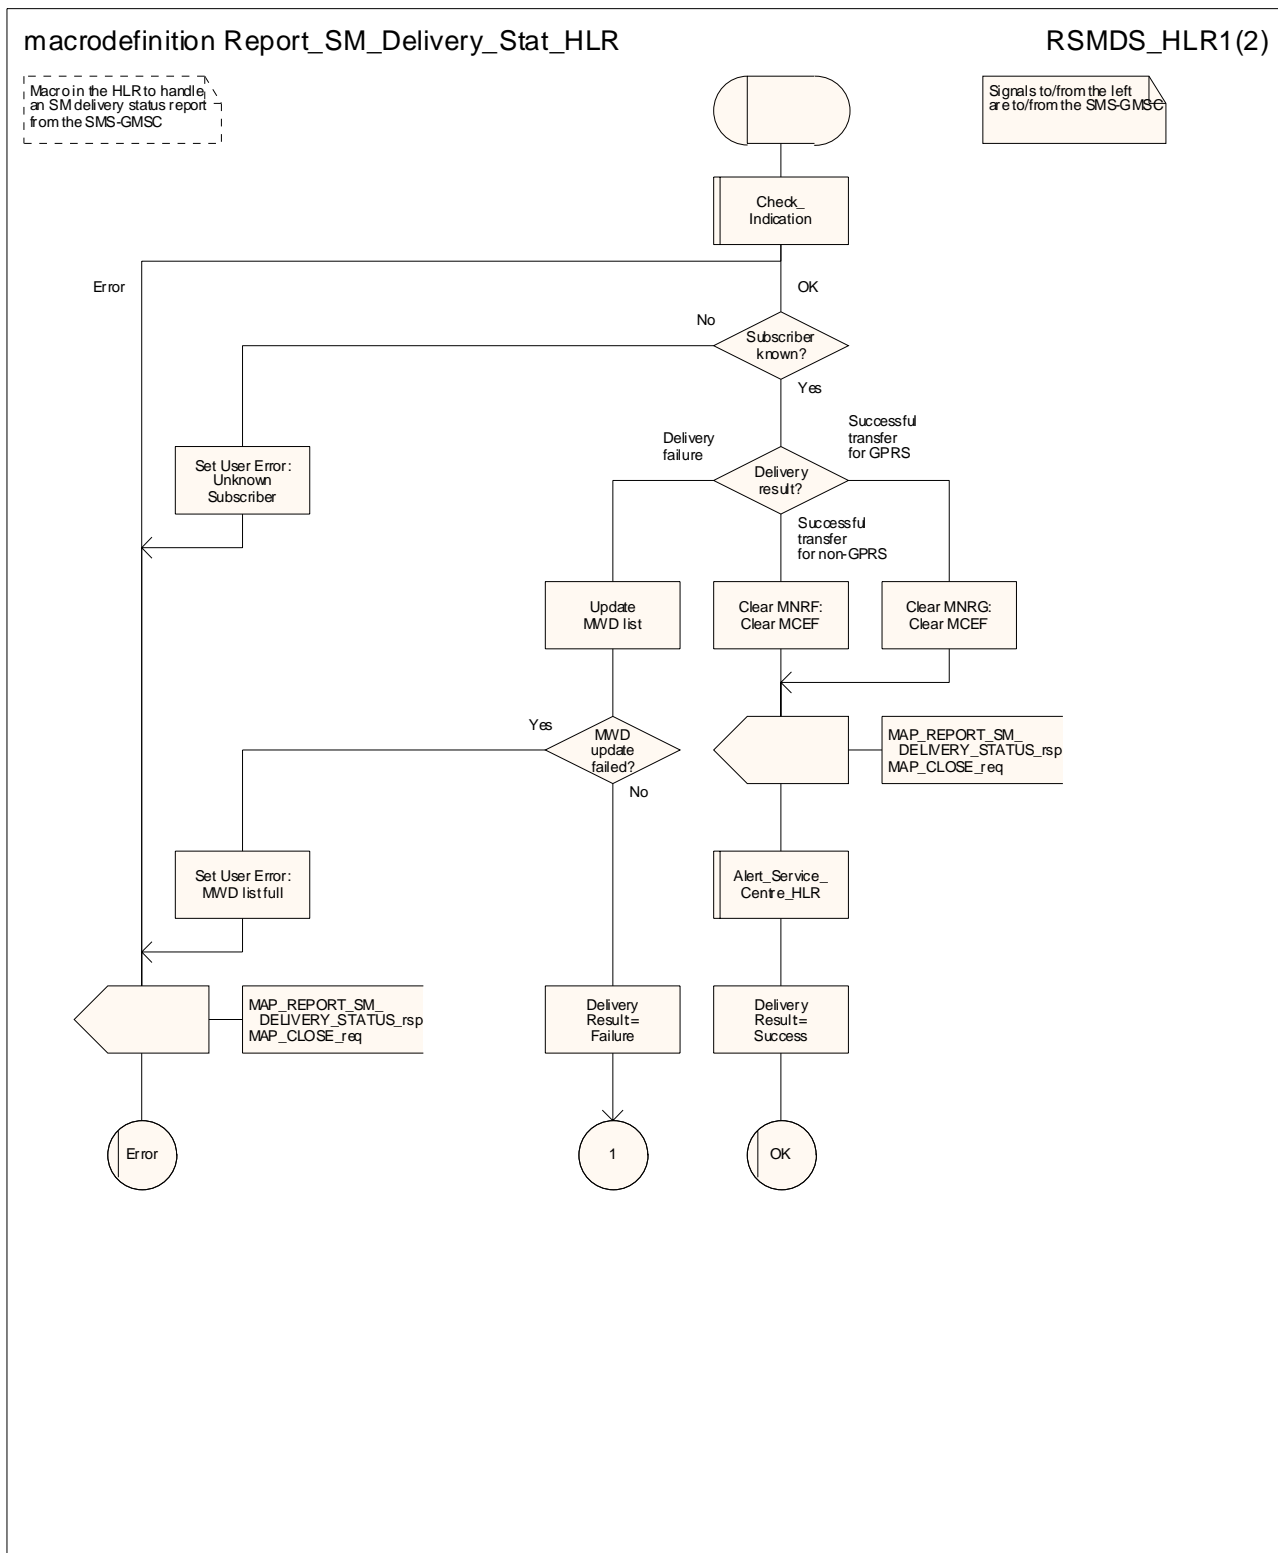 macrodefinition Report_SM_Delivery_Stat_HLR
RSMDS_HLR1(2)
Macro in the HLR to handle
an SM delivery status report
from the SMS-GMSC
Signals to/from the left
are to/from the SMS-GMSC
Check_
Indication
Error
OK
No
Subscriber
known?
Yes
Successful
transfer
for GPRS
Delivery
failure
Set User Error:
Unknown
Subscriber
Delivery
result?
Successful
transfer
for non-GPRS
Update
MWD list
Clear MNRF:
Clear MCEF
Clear MNRG:
Clear MCEF
Yes
MWD
update
failed?
MAP_REPORT_SM_
DELIVERY_STATUS_rsp
MAP_CLOSE_req
No
Set User Error:
MWD list full
Alert_Service_
Centre_HLR
MAP_REPORT_SM_
DELIVERY_STATUS_rsp
MAP_CLOSE_req
Delivery
Result=
Failure
Delivery
Result=
Success
Error
1
OK